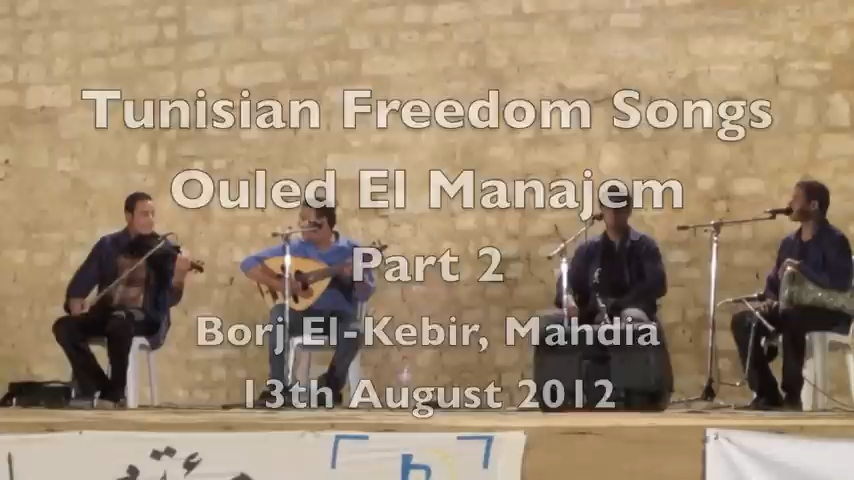 Tunisian Freedom Songs
Ouled El Manajem
Part 2
Borj El-Kebir, Mahdia
13th August 2012